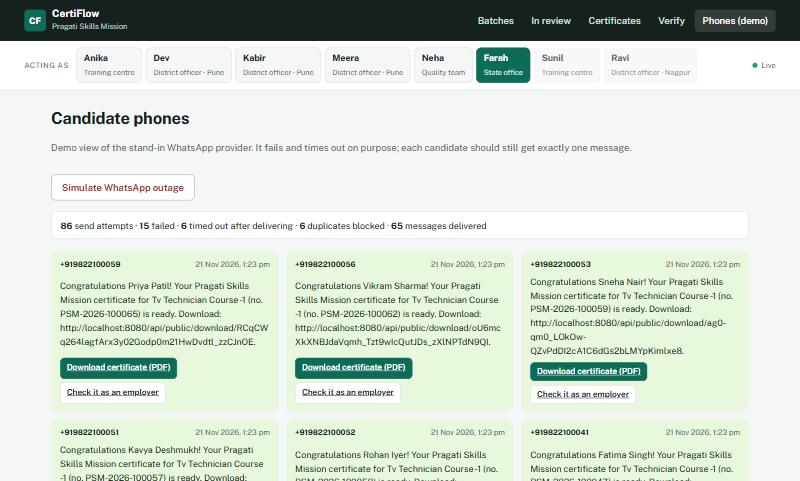 CF
CertiFlow
Pragati Skills Mission
Batches
In review
Certificates
Verify
Phones (demo)
ACTING AS
Anika
Training centre
Dev
District officer · Pune
Kabir
District officer · Pune
Meera
District officer · Pune
Neha
Quality team
Farah
State office
Sunil
Training centre
Ravi
District officer · Nagpur
Live
Candidate phones
Demo view of the stand-in WhatsApp provider. It fails and times out on purpose; each candidate should still get exactly one message.
Simulate WhatsApp outage
86 send attempts · 15 failed · 6 timed out after delivering · 6 duplicates blocked · 65 messages delivered
+919822100059
21 Nov 2026, 1:23 pm
Congratulations Priya Patil! Your Pragati Skills
Mission certificate for Tv Technician Course -1 (no.
PSM-2026-100065) is ready. Download:
http://localhost:8080/api/public/download/RCqCW
q264lagfArx3y02Godp0m21HwDvdtl_zzCJnOE.
Download certificate (PDF)
Check it as an employer
+919822100056
21 Nov 2026, 1:23 pm
Congratulations Vikram Sharma! Your Pragati
Skills Mission certificate for Tv Technician Course
-1 (no. PSM-2026-100062) is ready. Download:
http://localhost:8080/api/public/download/oU6mc
XkXNBJdaVqmh_Tzt9wIcQutJDs_zXlNPTdN9QI.
Download certificate (PDF)
Check it as an employer
+919822100053
21 Nov 2026, 1:23 pm
Congratulations Sneha Nair! Your Pragati Skills
Mission certificate for Tv Technician Course -1 (no.
PSM-2026-100059) is ready. Download:
http://localhost:8080/api/public/download/ag0-
qm0_LOkOw-
QZvPdDI2cA1C6dGs2bLMYpKimlxe8.
Download certificate (PDF)
Check it as an employer
+919822100051
21 Nov 2026, 1:23 pm
Congratulations Kavya Deshmukh! Your Pragati
Skills Mission certificate for Tv Technician Course
-1 (no. PSM-2026-100057) is ready. Download:
+919822100052
21 Nov 2026, 1:23 pm
Congratulations Rohan Iyer! Your Pragati Skills
Mission certificate for Tv Technician Course -1 (no.
+919822100041
21 Nov 2026, 1:23 pm
Congratulations Fatima Singh! Your Pragati Skills
Mission certificate for Tv Technician Course -1 (no.